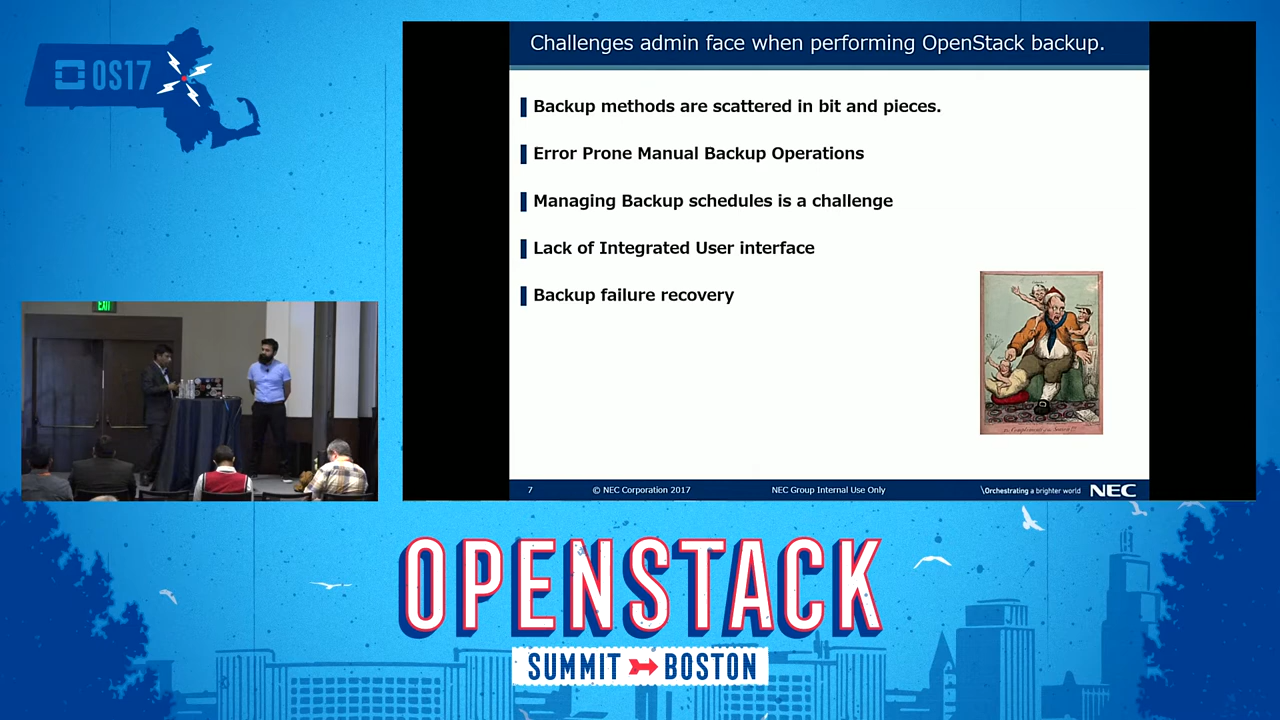 OS17
Challenges admin face when performing OpenStack backup.
Backup methods are scattered in bit and pieces.
Error Prone Manual Backup Operations
Managing Backup schedules is a challenge
Lack of Integrated User interface
Backup failure recovery
7
© NEC Corporation 2017
NEC Group Internal Use Only
\Orchestrating a brighter world
NEC
EXIT
OPENSTACK
SUMMIT BOSTON